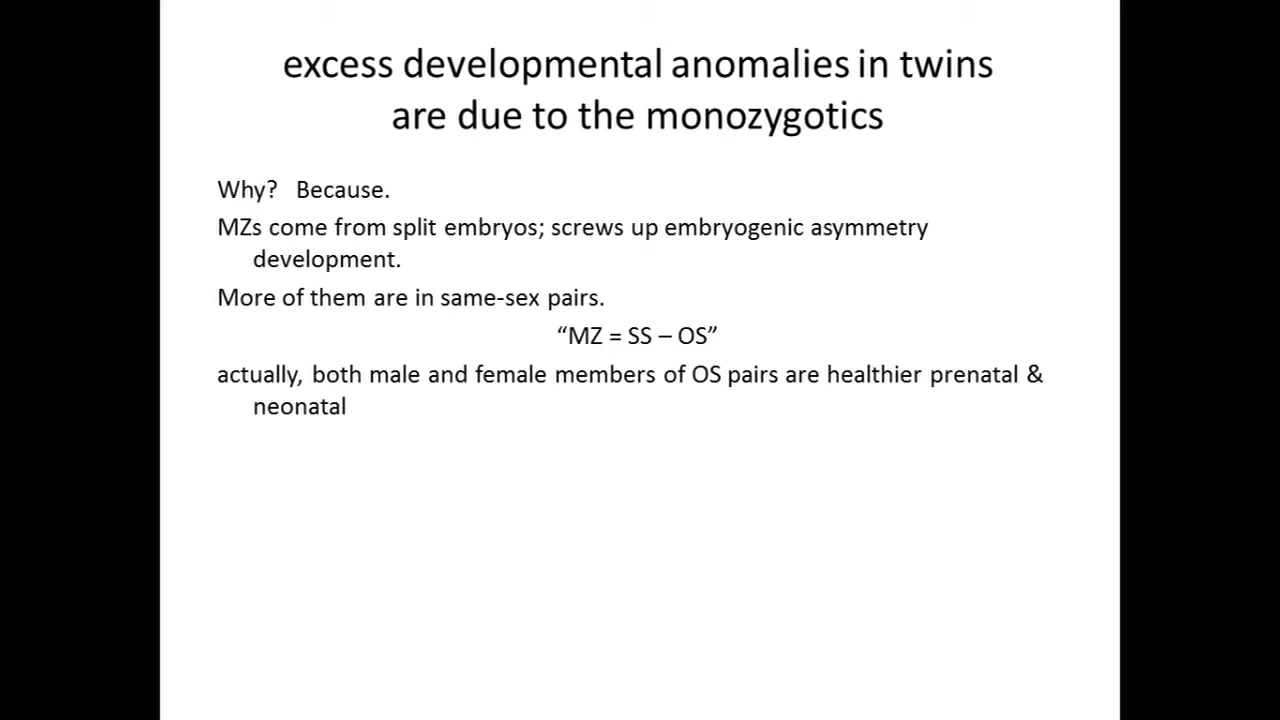 excess developmental anomalies in twins
are due to the monozygotics
Why?   Because.
MZs come from split embryos; screws up embryogenic asymmetry
development.
More of them are in same-sex pairs.
“MZ = SS – OS”
actually, both male and female members of OS pairs are healthier prenatal &
neonatal